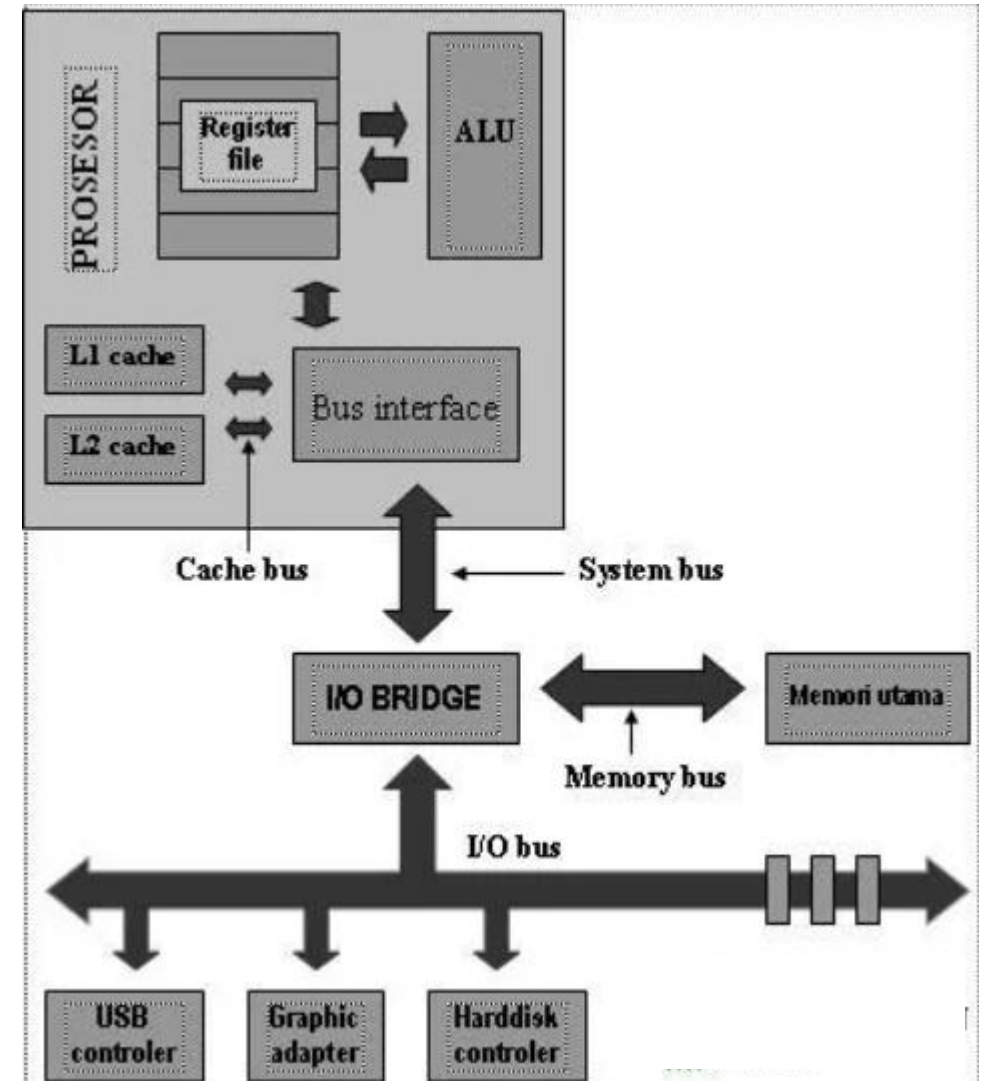 PROSESOR
Register
file
ALU
L1 cache
L2 cache
Bus interface
Cache bus
System bus
I/O BRIDGE
Memori utama
Memory bus
I/O bus
USB
controler
Graphic
adapter
Harddisk
controler